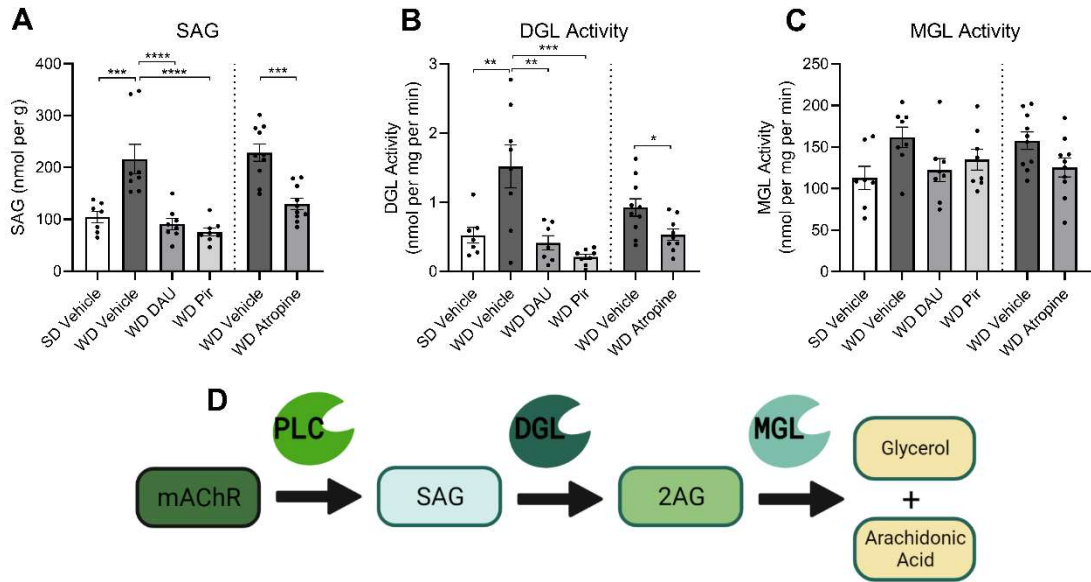 A
SAG
SAG (nmol per g)
400
300
200
100
0
***
****
****
***
SD Vehicle
WD Vehicle
WD DAU
WD Pir
WD Vehicle
WD Atropine
B
DGL Activity
DGL Activity
(nmol per mg per min)
3
2
1
0
**
***
**
*
SD Vehicle
WD Vehicle
WD DAU
WD Pir
WD Vehicle
WD Atropine
C
MGL Activity
MGL Activity
(nmol per mg per min)
250
200
150
100
50
0
SD Vehicle
WD Vehicle
WD DAU
WD Pir
WD Vehicle
WD Atropine
D
PLC
DGL
MGL
mAChR
SAG
2AG
Glycerol
+
Arachidonic
Acid